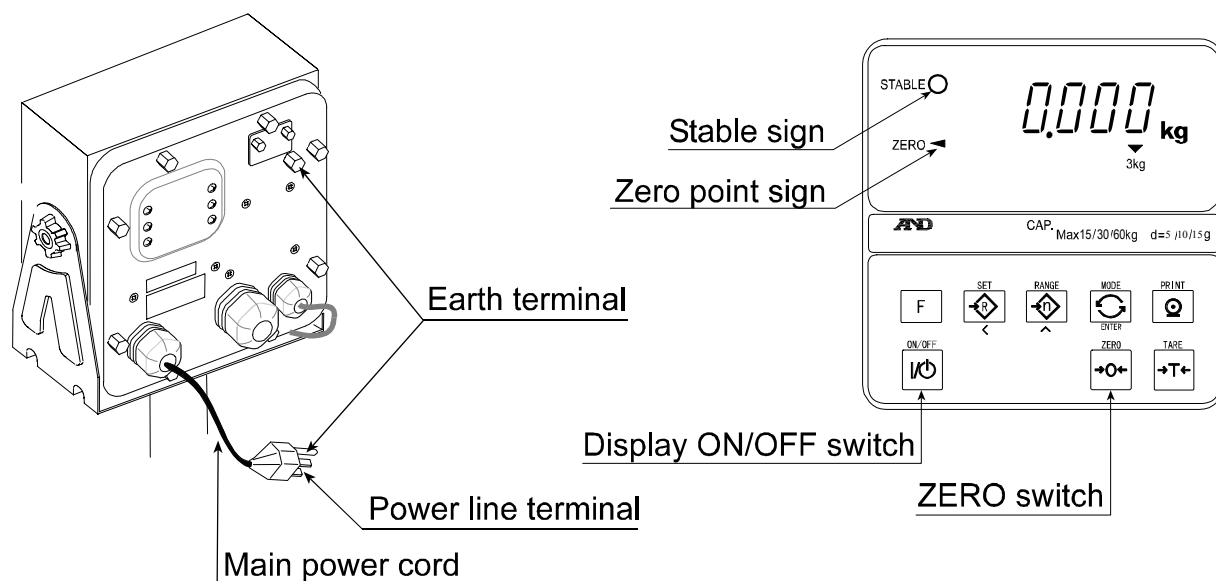 STABLE
0.000 kg
Stable sign
ZERO
3kg
Zero point sign
AND
CAP. Max15/30/60kg d=5 /10/15g
SET
RANGE
MODE
PRINT
Earth terminal
F
R
n
ENTER
ON/OFF
ZERO
TARE
I/
→0←
→T←
Display ON/OFF switch
ZERO switch
Power line terminal
Main power cord